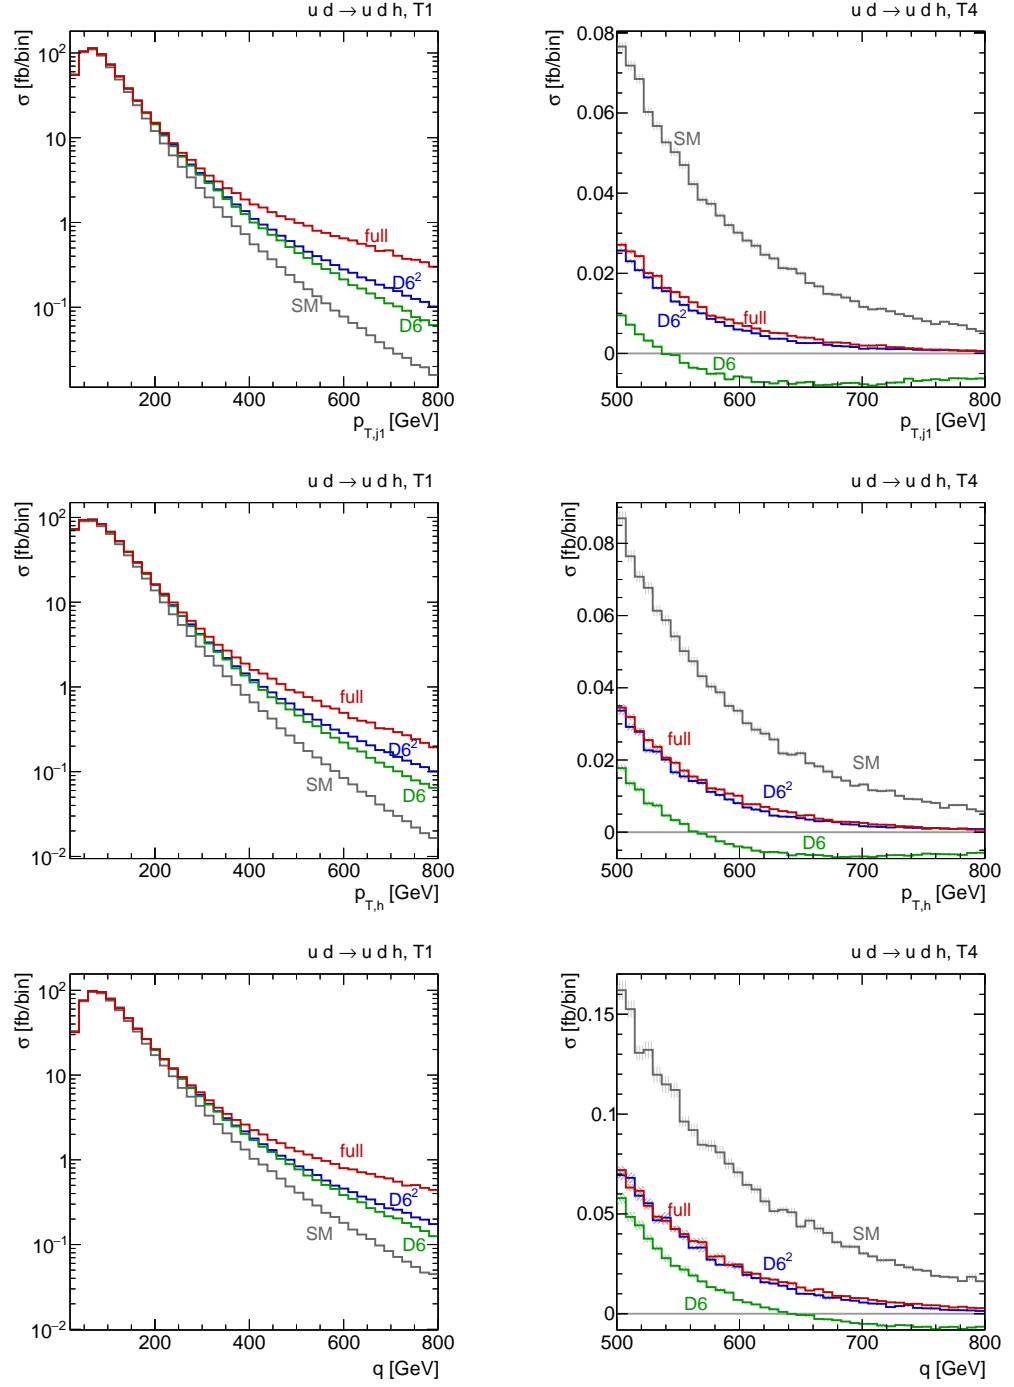 u d → u d h, T1
σ [fb/bin]
10²
10
1
10⁻¹
full
D6²
D6
SM
200 400 600 800
p_T,j1 [GeV]
u d → u d h, T4
σ [fb/bin]
0.08
0.06
0.04
0.02
0
SM
full
D6²
D6
500 600 700 800
p_T,j1 [GeV]
u d → u d h, T1
σ [fb/bin]
10²
10
1
10⁻¹
10⁻²
full
D6²
D6
SM
200 400 600 800
p_T,h [GeV]
u d → u d h, T4
σ [fb/bin]
0.08
0.06
0.04
0.02
0
SM
full
D6²
D6
500 600 700 800
p_T,h [GeV]
u d → u d h, T1
σ [fb/bin]
10²
10
1
10⁻¹
10⁻²
full
D6²
D6
SM
200 400 600 800
q [GeV]
u d → u d h, T4
σ [fb/bin]
0.15
0.1
0.05
0
SM
full
D6²
D6
500 600 700 800
q [GeV]